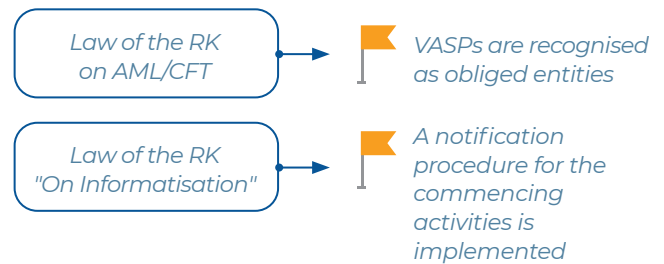 Law of the RK
on AML/CFT
VASPs are recognised
as obliged entities
Law of the RK
"On Informatisation"
A notification
procedure for the
commencing
activities is
implemented